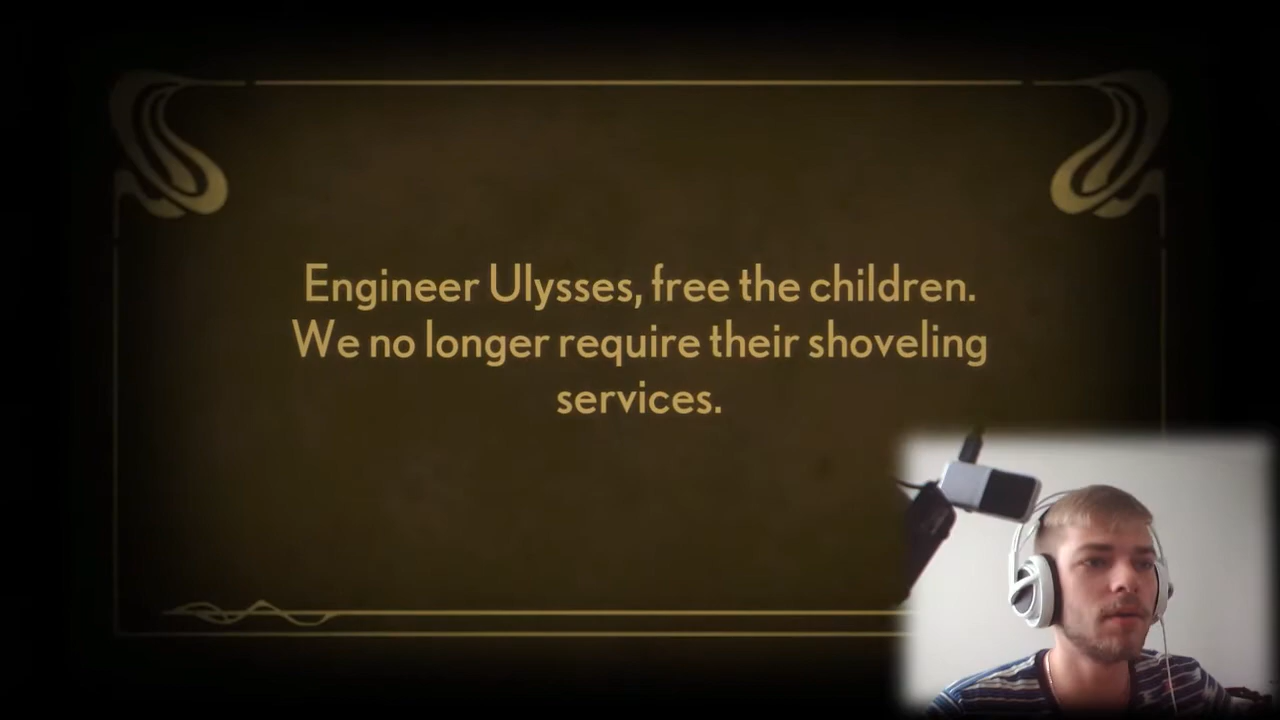 Engineer Ulysses, free the children.
We no longer require their shoveling
services.